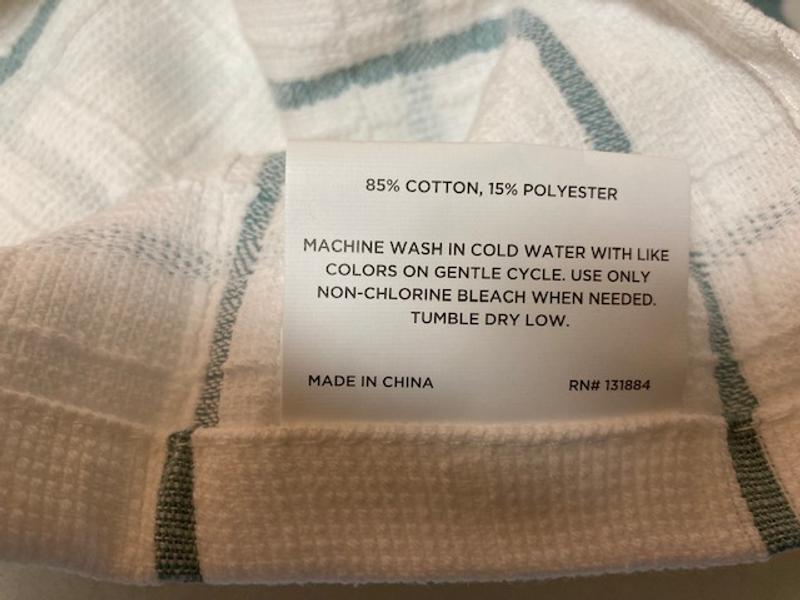 85% COTTON, 15% POLYESTER
MACHINE WASH IN COLD WATER WITH LIKE
COLORS ON GENTLE CYCLE. USE ONLY
NON-CHLORINE BLEACH WHEN NEEDED.
TUMBLE DRY LOW.
MADE IN CHINA RN# 131884